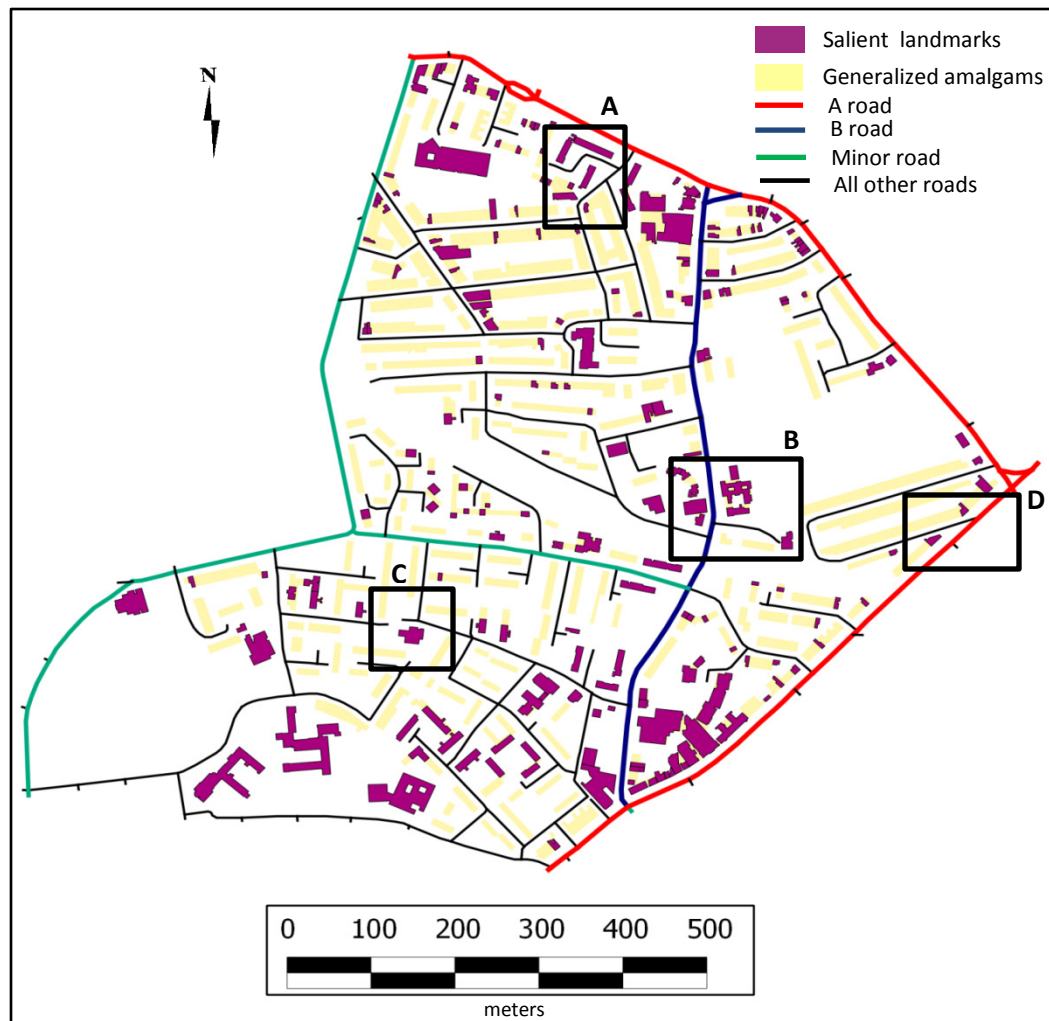 Salient landmarks
N
Generalized amalgams
A
A road
B road
Minor road
All other roads
B
D
C
0 100 200 300 400 500
meters